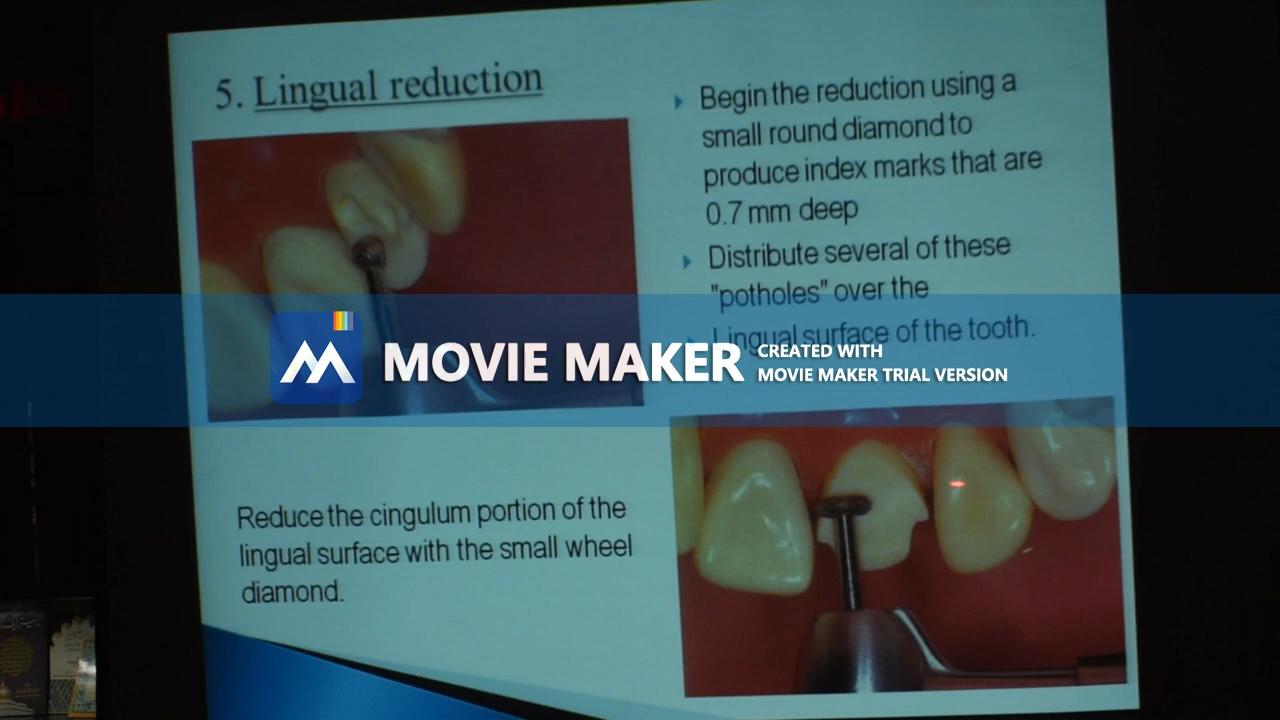 5. Lingual reduction
Begin the reduction using a
small round diamond to
produce index marks that are
0.7 mm deep
Distribute several of these
"potholes" over the
Lingual surface of the tooth.
MOVIE MAKER
CREATED WITH
MOVIE MAKER TRIAL VERSION
Reduce the cingulum portion of the
lingual surface with the small wheel
diamond.